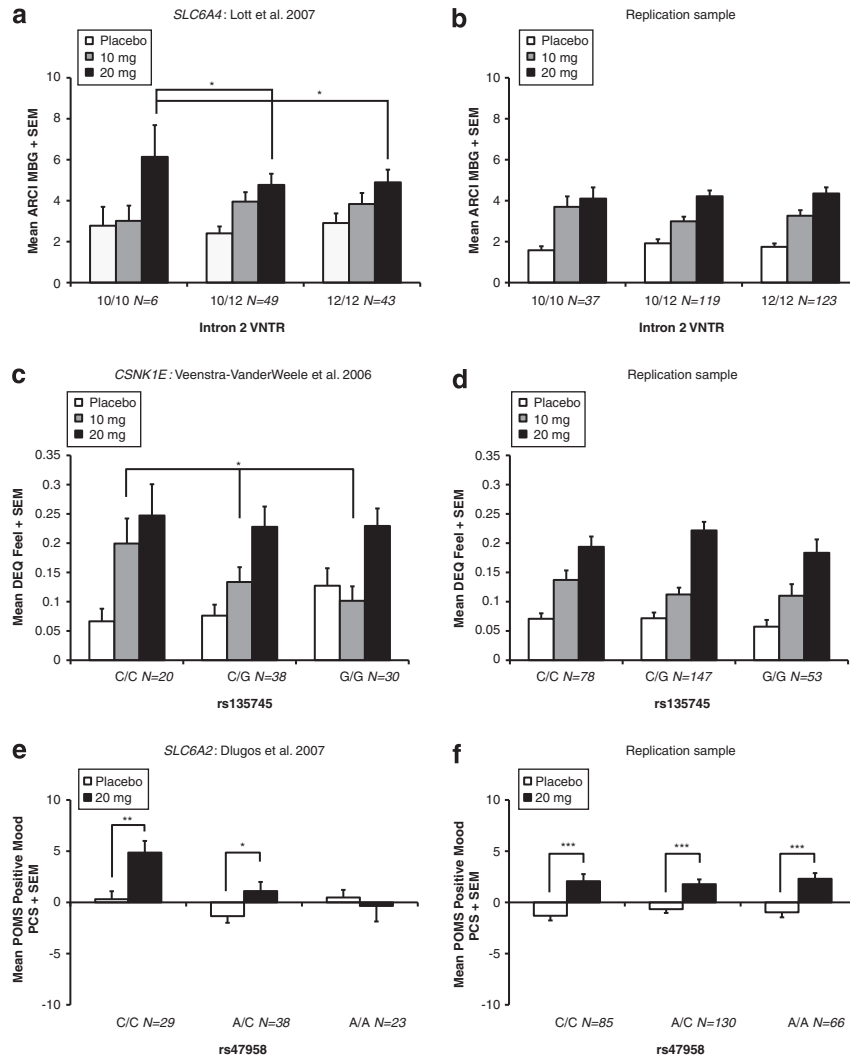 a
SLC6A4: Lott et al. 2007
Placebo
10 mg
20 mg
Mean ARCI MBG + SEM
10
8
6
4
2
0
*
*
10/10 N=6
10/12 N=49
12/12 N=43
Intron 2 VNTR
b
Replication sample
Placebo
10 mg
20 mg
Mean ARCI MBG + SEM
10
8
6
4
2
0
10/10 N=37
10/12 N=119
12/12 N=123
Intron 2 VNTR
c
CSNK1E: Veenstra-VanderWeele et al. 2006
Placebo
10 mg
20 mg
Mean DEQ Feel + SEM
0.35
0.3
0.25
0.2
0.15
0.1
0.05
0
*
C/C N=20
C/G N=38
G/G N=30
rs135745
d
Replication sample
Placebo
10 mg
20 mg
Mean DEQ Feel + SEM
0.35
0.3
0.25
0.2
0.15
0.1
0.05
0
C/C N=78
C/G N=147
G/G N=53
rs135745
e
SLC6A2: Dlugos et al. 2007
Placebo
20 mg
Mean POMS Positive Mood
PCS + SEM
10
5
0
-5
-10
**
*
C/C N=29
A/C N=38
A/A N=23
rs47958
f
Replication sample
Placebo
20 mg
Mean POMS Positive Mood
PCS + SEM
10
5
0
-5
-10
***
***
***
C/C N=85
A/C N=130
A/A N=66
rs47958